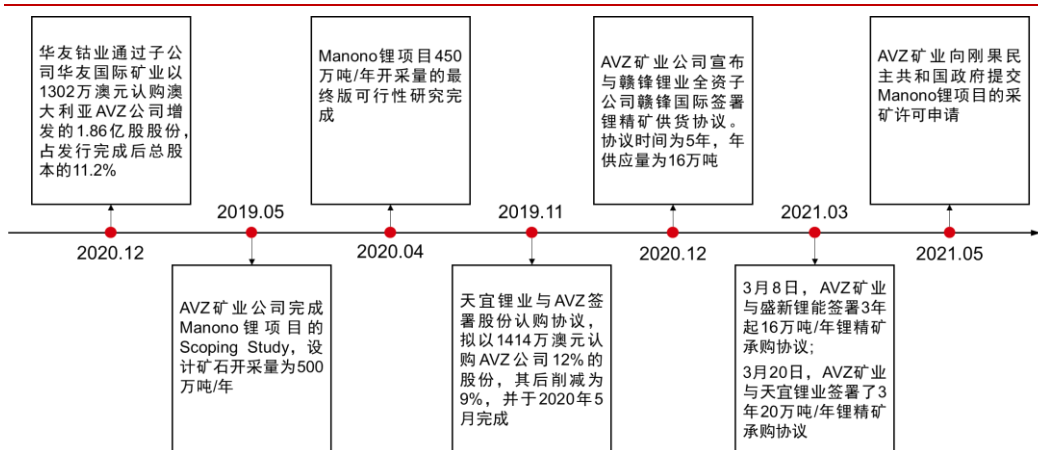 华友钴业通过子公
司华友国际矿业以
1302万澳元认购澳
大利亚AVZ公司增
发的1.86亿股股份，
占发行完成后总股
本的11.2%
2020.12
2019.05
AVZ矿业公司完成
Manono锂项目的
Scoping Study，设
计矿石开采量为500
万吨/年
Manono锂项目450
万吨/年开采量的最
终版可行性研究完
成
2020.04
2019.11
天宜锂业与AVZ签
署股份认购协议，
拟以1414万澳元认
购AVZ公司12%的
股份，其后削减为
9%，并于2020年5
月完成
AVZ矿业公司宣布
与赣锋锂业全资子
公司赣锋国际签署
锂精矿供货协议。
协议时间为5年，年
供应量为16万吨
2020.12
2021.03
3月8日，AVZ矿业
与盛新锂能签署3年
起16万吨/年锂精矿
承购协议;
3月20日，AVZ矿业
与天宜锂业签署了3
年20万吨/年锂精矿
承购协议
AVZ矿业向刚果民
主共和国政府提交
Manono锂项目的采
矿许可申请
2021.05